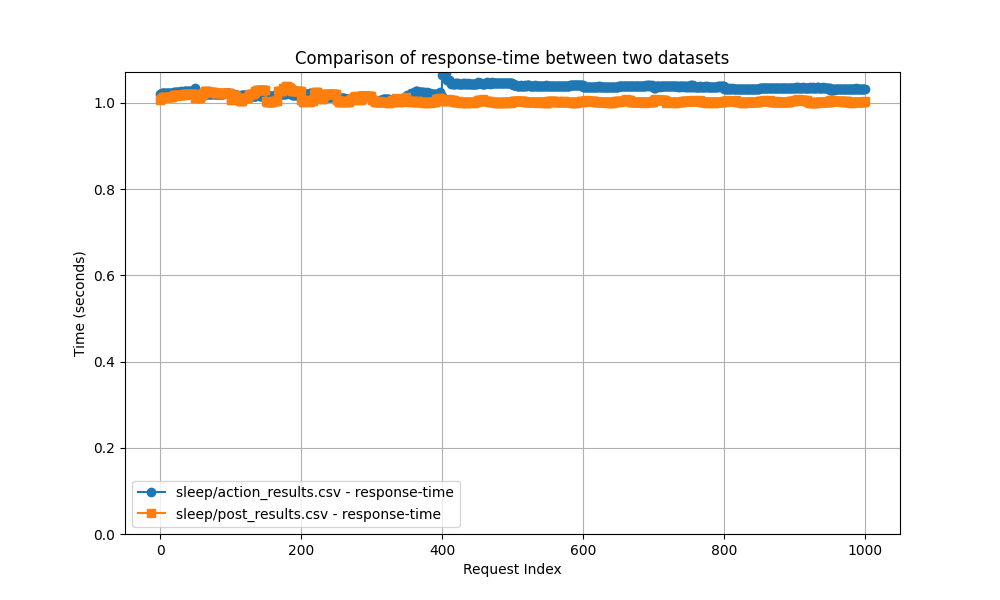 Comparison of response-time between two datasets
Time (seconds)
1.0
0.8
0.6
0.4
0.2
0.0
sleep/action_results.csv - response-time
sleep/post_results.csv - response-time
0 200 400 600 800 1000
Request Index